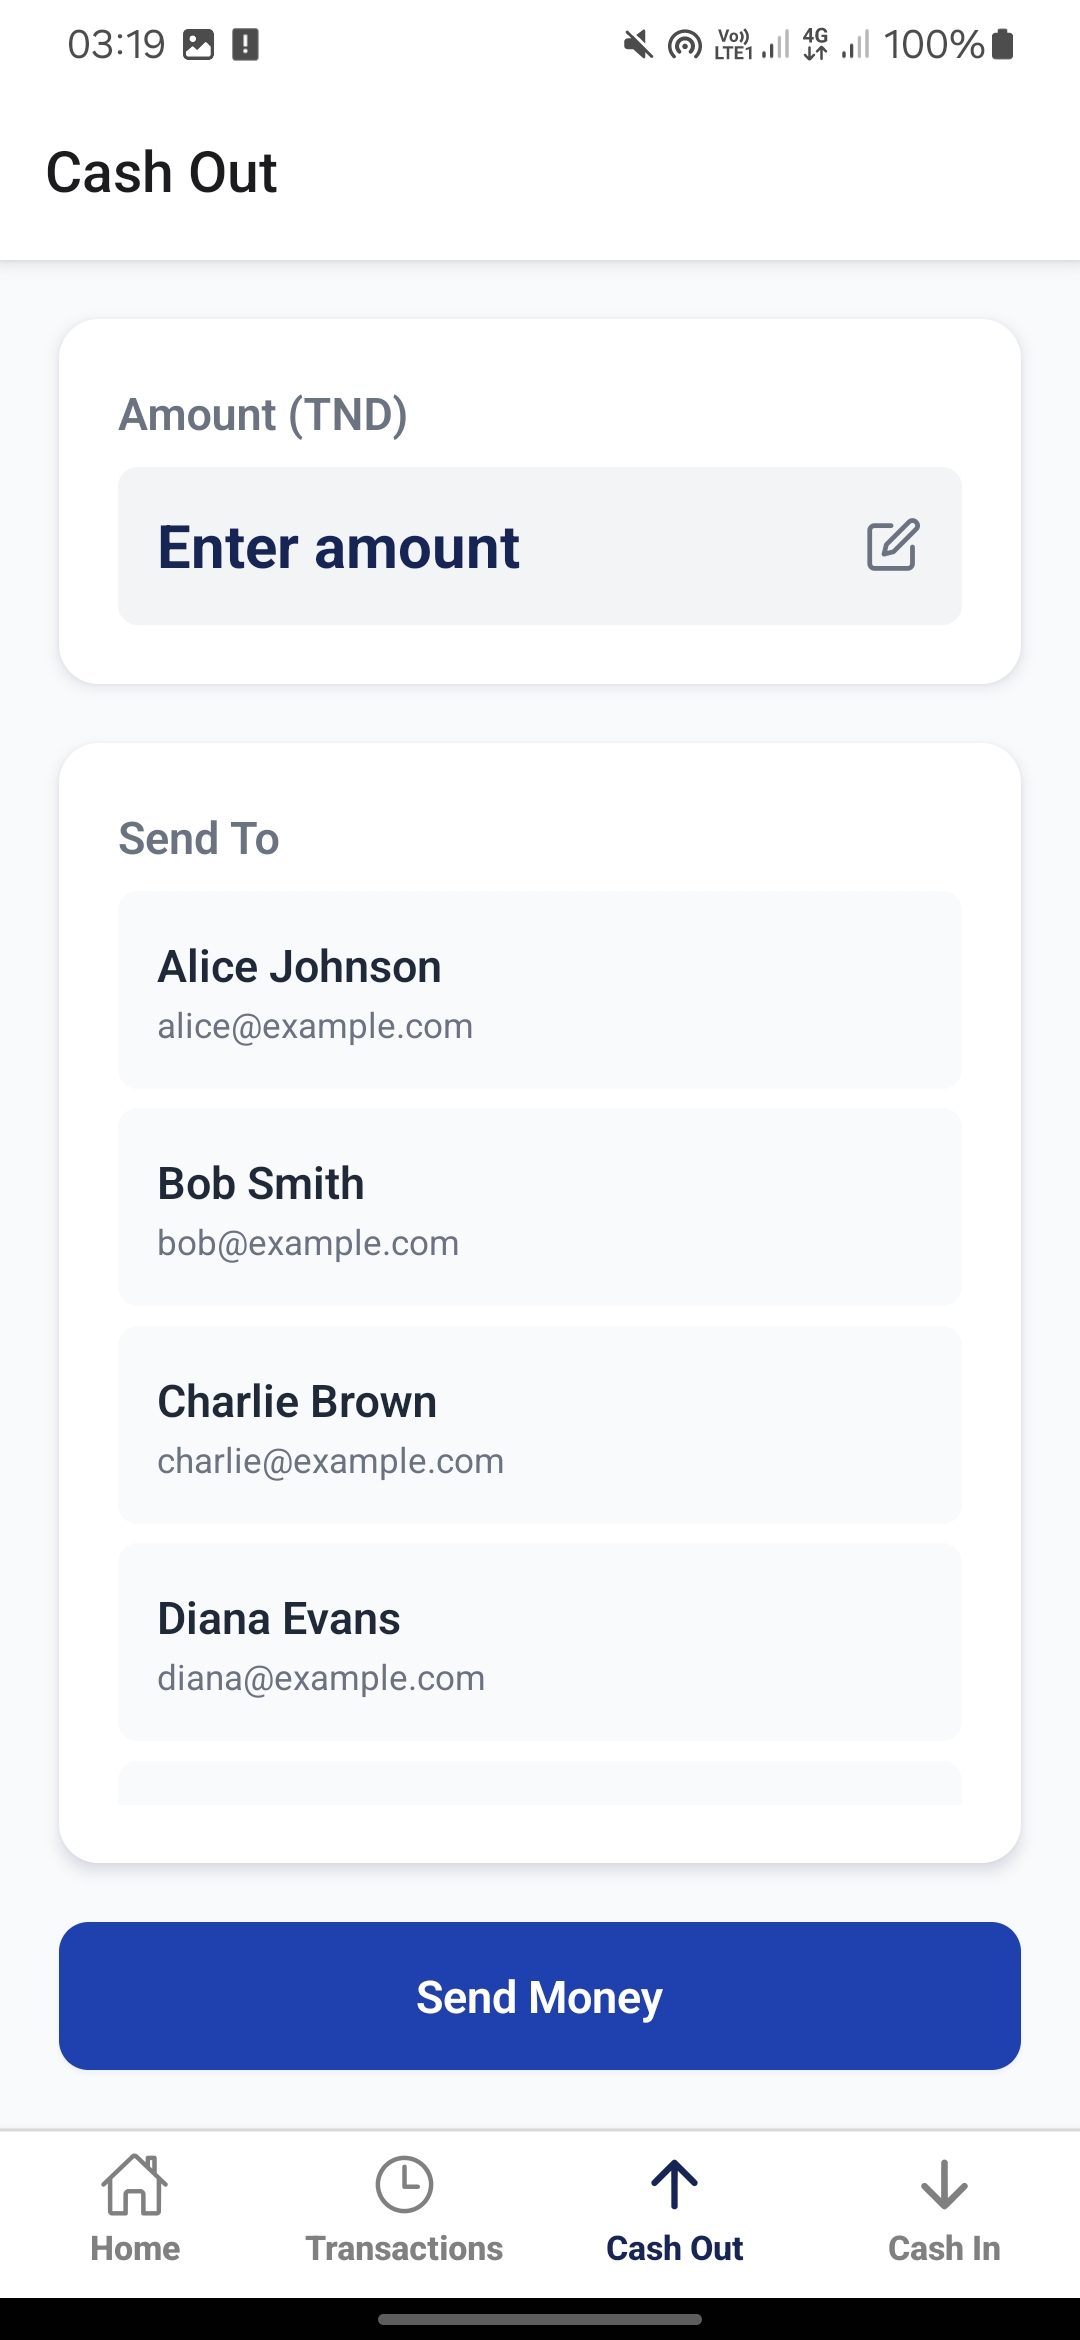 03:19
Vo)) LTE1 4G 100%
Cash Out
Amount (TND)
Enter amount
Send To
Alice Johnson
alice@example.com
Bob Smith
bob@example.com
Charlie Brown
charlie@example.com
Diana Evans
diana@example.com
Send Money
Home Transactions Cash Out Cash In